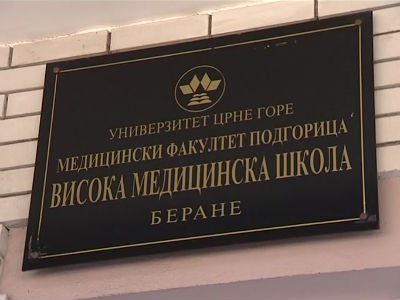 УНИВЕРЗИТЕТ ЦРНЕ ГОРЕ
МЕДИЦИНСКИ ФАКУЛТЕТ ПОДГОРИЦА
ВИСОКА МЕДИЦИНСКА ШКОЛА
БЕРАНЕ